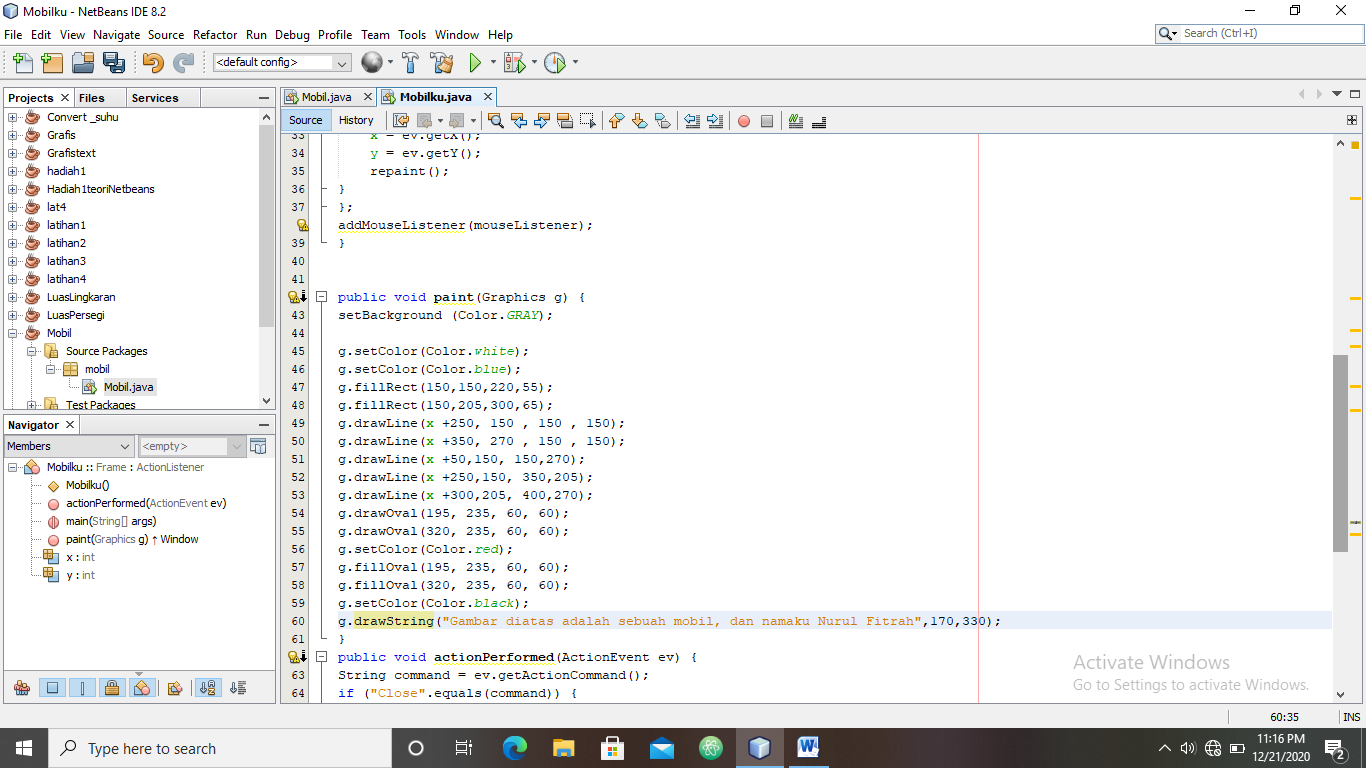 Mobilku - NetBeans IDE 8.2
File Edit View Navigate Source Refactor Run Debug Profile Team Tools Window Help
Search (Ctrl+I)
<default config>
Projects Files Services
Convert _suhu
Grafis
Grafistext
hadiah1
Hadiah1teoriNetbeans
lat4
latihan1
latihan2
latihan3
latihan4
LuasLingkaran
LuasPersegi
Mobil
Source Packages
mobil
Mobil.java
Test Packages
Navigator
Members <empty>
Mobilku :: Frame : ActionListener
Mobilku()
actionPerformed(ActionEvent ev)
main(String[] args)
paint(Graphics g) ↑ Window
x : int
y : int
Mobil.java Mobilku.java
Source History
33 x = ev.getX();
34 y = ev.getY();
35 repaint();
36 }
37 };
addMouseListener(mouseListener);
39 }
40
41
public void paint(Graphics g) {
43 setBackground (Color.GRAY);
44
45 g.setColor(Color.white);
46 g.setColor(Color.blue);
47 g.fillRect(150,150,220,55);
48 g.fillRect(150,205,300,65);
49 g.drawLine(x +250, 150 , 150 , 150);
50 g.drawLine(x +350, 270 , 150 , 150);
51 g.drawLine(x +50,150, 150,270);
52 g.drawLine(x +250,150, 350,205);
53 g.drawLine(x +300,205, 400,270);
54 g.drawOval(195, 235, 60, 60);
55 g.drawOval(320, 235, 60, 60);
56 g.setColor(Color.red);
57 g.fillOval(195, 235, 60, 60);
58 g.fillOval(320, 235, 60, 60);
59 g.setColor(Color.black);
60 g.drawString("Gambar diatas adalah sebuah mobil, dan namaku Nurul Fitrah",170,330);
61 }
public void actionPerformed(ActionEvent ev) {
63 String command = ev.getActionCommand();
64 if ("Close".equals(command)) {
Activate Windows
Go to Settings to activate Windows.
60:35 INS
Type here to search
11:16 PM
12/21/2020
2